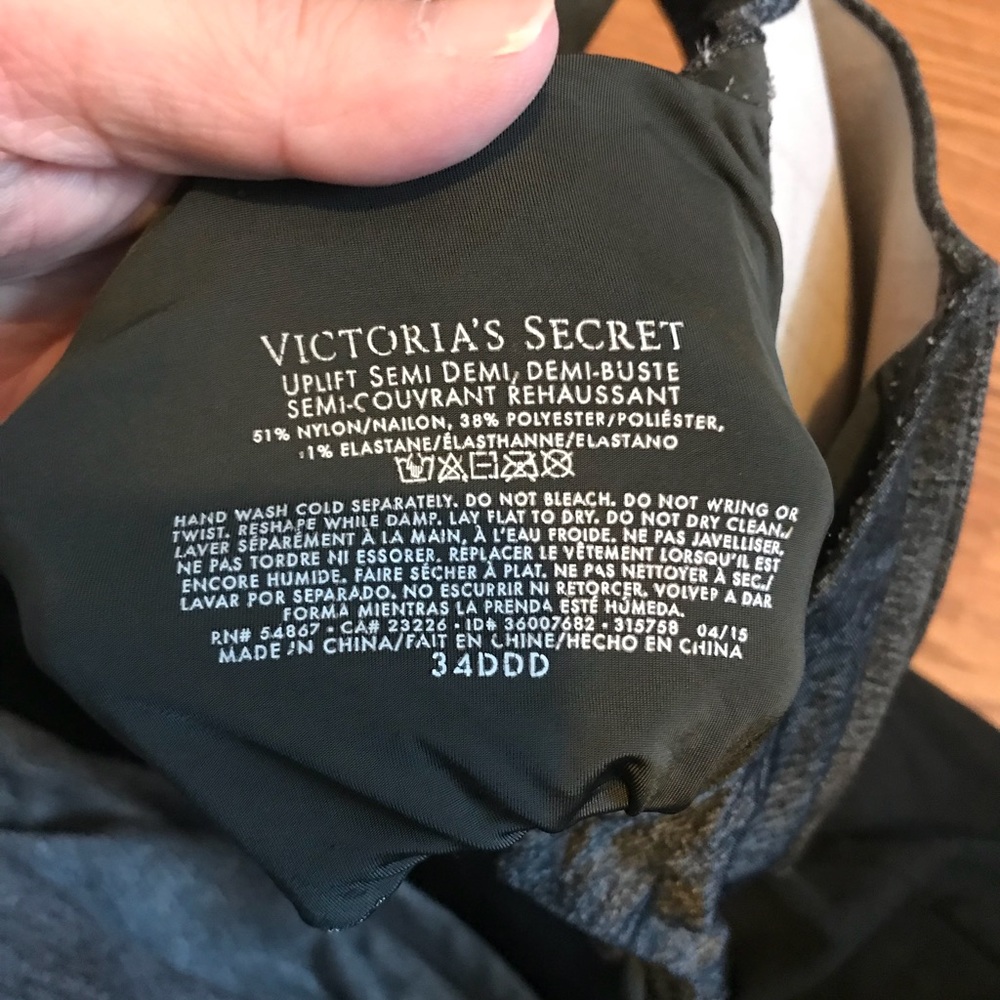 VICTORIA'S SECRET
UPLIFT SEMI DEMI, DEMI-BUSTE
SEMI-COUVRANT REHAUSSANT
51% NYLON/NAILON, 38% POLYESTER/POLIÉSTER,
11% ELASTANE/ÉLASTHANNE/ELASTANO
HAND WASH COLD SEPARATELY. DO NOT BLEACH. DO NOT WRING OR
TWIST. RESHAPE WHILE DAMP. LAY FLAT TO DRY. DO NOT DRY CLEAN./
LAVER SÉPARÉMENT À LA MAIN, À L'EAU FROIDE. NE PAS JAVELLISER.
NE PAS TORDRE NI ESSORER. REPLACER LE VÊTEMENT LORSQU'IL EST
ENCORE HUMIDE. FAIRE SÉCHER À PLAT. NE PAS NETTOYER À SEC./
LAVAR POR SEPARADO. NO ESCURRIR NI RETORCER. VOLVER A DAR
FORMA MIENTRAS LA PRENDA ESTÉ HÚMEDA.
RN# 54867 • CA# 23226 • ID# 36007682 • 315758 04/15
MADE IN CHINA/FAIT EN CHINE/HECHO EN CHINA
34DDD